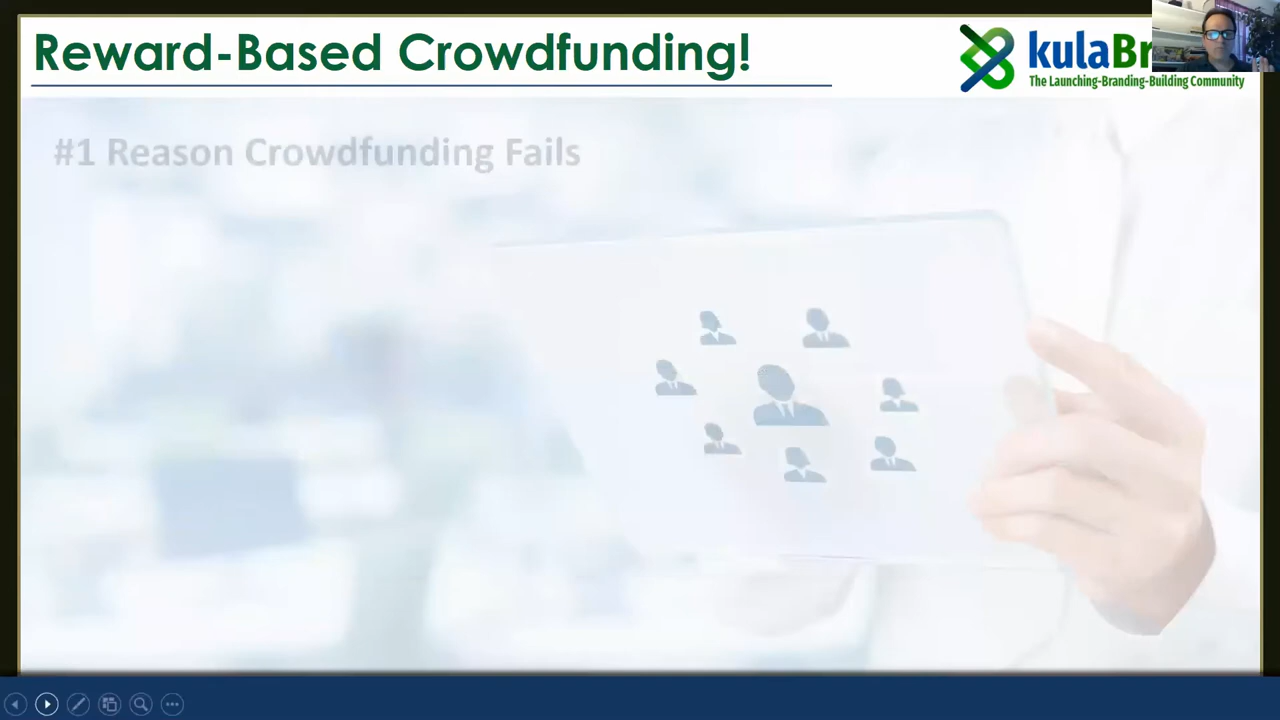 Reward-Based Crowdfunding!
kulaBr
The Launching-Branding-Building Community
#1 Reason Crowdfunding Fails